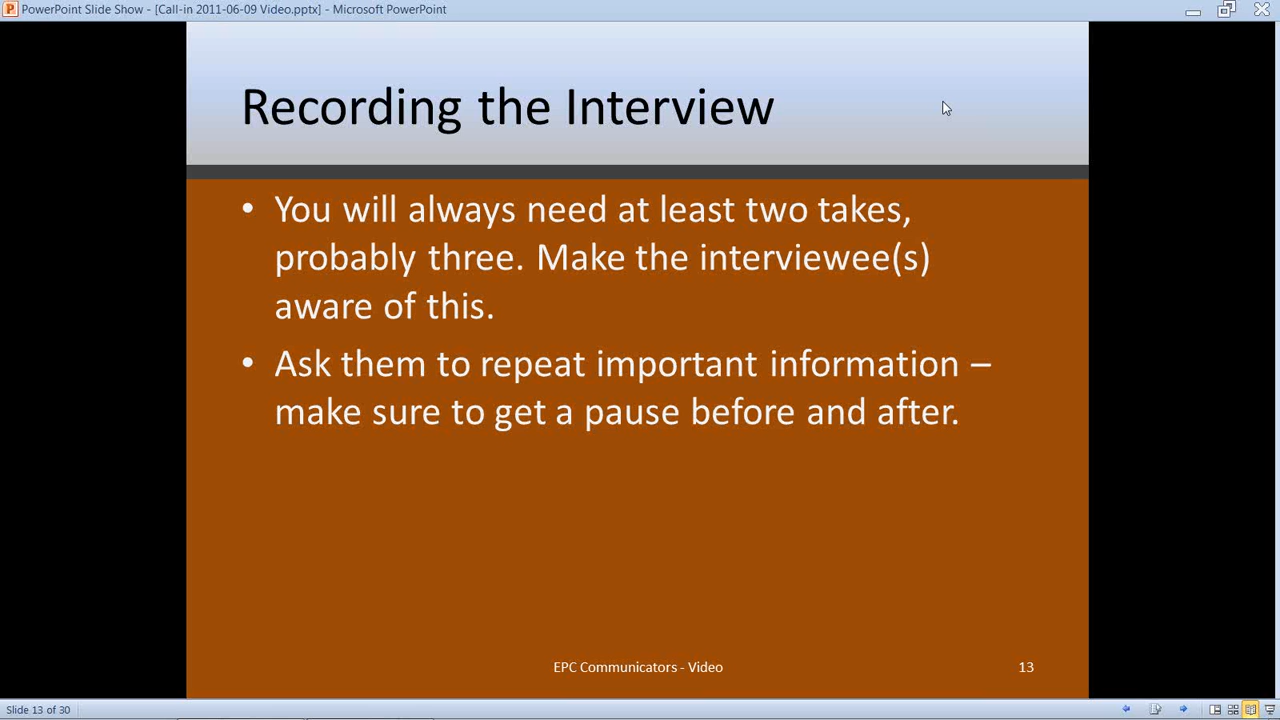 PowerPoint Slide Show - [Call-in 2011-06-09 Video.pptx] - Microsoft PowerPoint
Recording the Interview
• You will always need at least two takes,
probably three. Make the interviewee(s)
aware of this.
• Ask them to repeat important information –
make sure to get a pause before and after.
EPC Communicators - Video
13
Slide 13 of 30